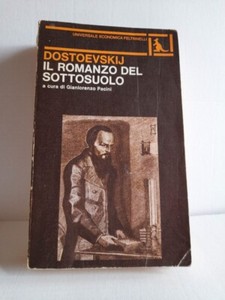 UNIVERSALE ECONOMICA FELTRINELLI
DOSTOEVSKIJ
IL ROMANZO DEL
SOTTOSUOLO
a cura di Gianlorenzo Pacini